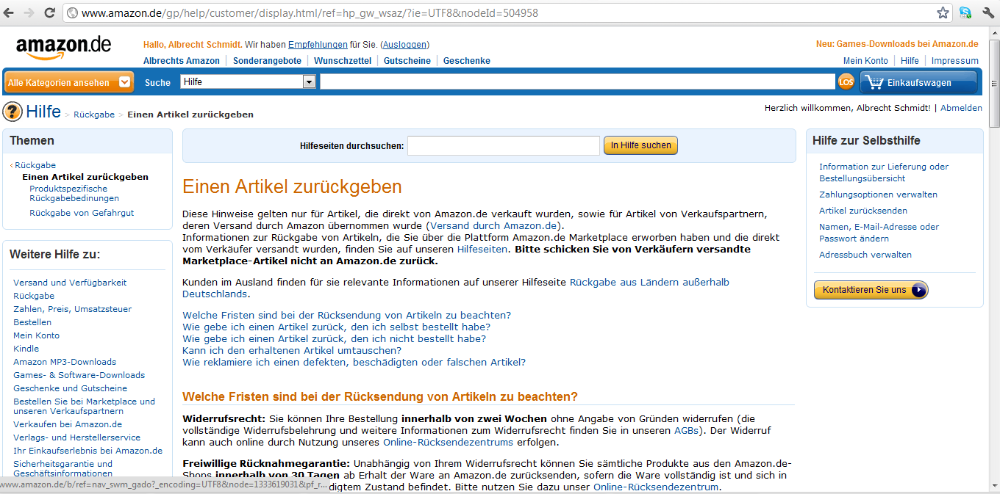 www.amazon.de/gp/help/customer/display.html/ref=hp_gw_wsaz/?ie=UTF8&nodeId=504958
amazon.de
Hallo, Albrecht Schmidt. Wir haben Empfehlungen für Sie. (Ausloggen)
Neu: Games-Downloads bei Amazon.de
Albrechts Amazon Sonderangebote Wunschzettel Gutscheine Geschenke
Mein Konto Hilfe Impressum
Alle Kategorien ansehen Suche Hilfe LOS Einkaufswagen
? Hilfe > Rückgabe > Einen Artikel zurückgeben
Herzlich willkommen, Albrecht Schmidt! | Abmelden
Themen
‹ Rückgabe
Einen Artikel zurückgeben
Produktspezifische
Rückgabebedinungen
Rückgabe von Gefahrgut
Weitere Hilfe zu:
Versand und Verfügbarkeit
Rückgabe
Zahlen, Preis, Umsatzsteuer
Bestellen
Mein Konto
Kindle
Amazon MP3-Downloads
Games- & Software-Downloads
Geschenke und Gutscheine
Bestellen Sie bei Marketplace und
unseren Verkaufspartnern
Verkaufen bei Amazon.de
Verlags- und Herstellerservice
Ihr Einkaufserlebnis bei Amazon.de
Sicherheitsgarantie und
Geschäftsinformationen
Hilfeseiten durchsuchen: In Hilfe suchen
Einen Artikel zurückgeben
Diese Hinweise gelten nur für Artikel, die direkt von Amazon.de verkauft wurden, sowie für Artikel von Verkaufspartnern,
deren Versand durch Amazon übernommen wurde (Versand durch Amazon.de).
Informationen zur Rückgabe von Artikeln, die Sie über die Plattform Amazon.de Marketplace erworben haben und die direkt
vom Verkäufer versandt wurden, finden Sie auf unseren Hilfeseiten. Bitte schicken Sie von Verkäufern versandte
Marketplace-Artikel nicht an Amazon.de zurück.
Kunden im Ausland finden für sie relevante Informationen auf unserer Hilfeseite Rückgabe aus Ländern außerhalb
Deutschlands.
Welche Fristen sind bei der Rücksendung von Artikeln zu beachten?
Wie gebe ich einen Artikel zurück, den ich selbst bestellt habe?
Wie gebe ich einen Artikel zurück, den ich nicht bestellt habe?
Kann ich den erhaltenen Artikel umtauschen?
Wie reklamiere ich einen defekten, beschädigten oder falschen Artikel?
Welche Fristen sind bei der Rücksendung von Artikeln zu beachten?
Widerrufsrecht: Sie können Ihre Bestellung innerhalb von zwei Wochen ohne Angabe von Gründen widerrufen (die
vollständige Widerrufsbelehrung und weitere Informationen zum Widerrufsrecht finden Sie in unseren AGBs). Der Widerruf
kann auch online durch Nutzung unseres Online-Rücksendezentrums erfolgen.
Freiwillige Rücknahmegarantie: Unabhängig von Ihrem Widerrufsrecht können Sie sämtliche Produkte aus den Amazon.de-
Shops innerhalb von 30 Tagen ab Erhalt der Ware an Amazon.de zurücksenden, sofern die Ware vollständig ist und sich in
digtem Zustand befindet. Bitte nutzen Sie dazu unser Online-Rücksendezentrum.
Hilfe zur Selbsthilfe
Information zur Lieferung oder
Bestellungsübersicht
Zahlungsoptionen verwalten
Artikel zurücksenden
Namen, E-Mail-Adresse oder
Passwort ändern
Adressbuch verwalten
Kontaktieren Sie uns
www.amazon.de/b/ref=nav_swm_gado?_encoding=UTF8&node=1333619031&pf_r...